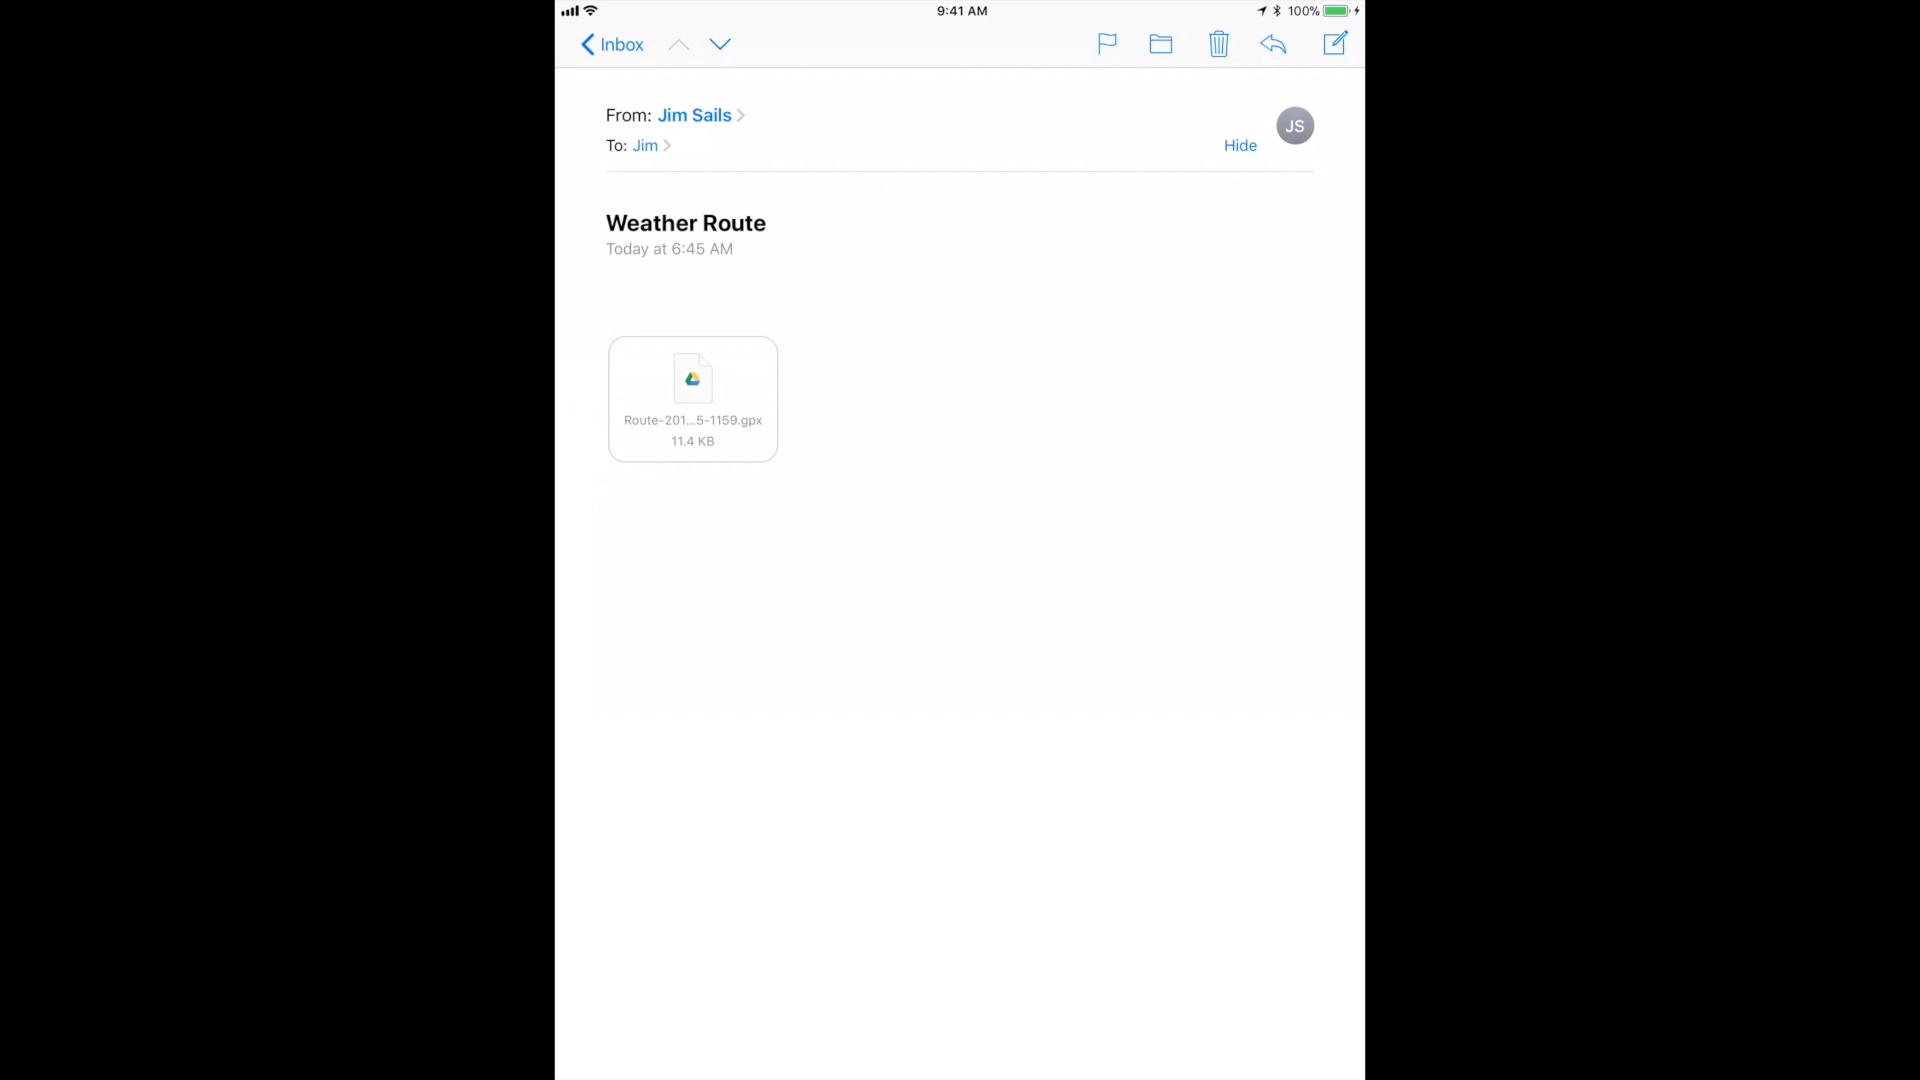 9:41 AM
100%
Inbox
From: Jim Sails
JS
To: Jim
Hide
Weather Route
Today at 6:45 AM
Route-201...5-1159.gpx
11.4 KB